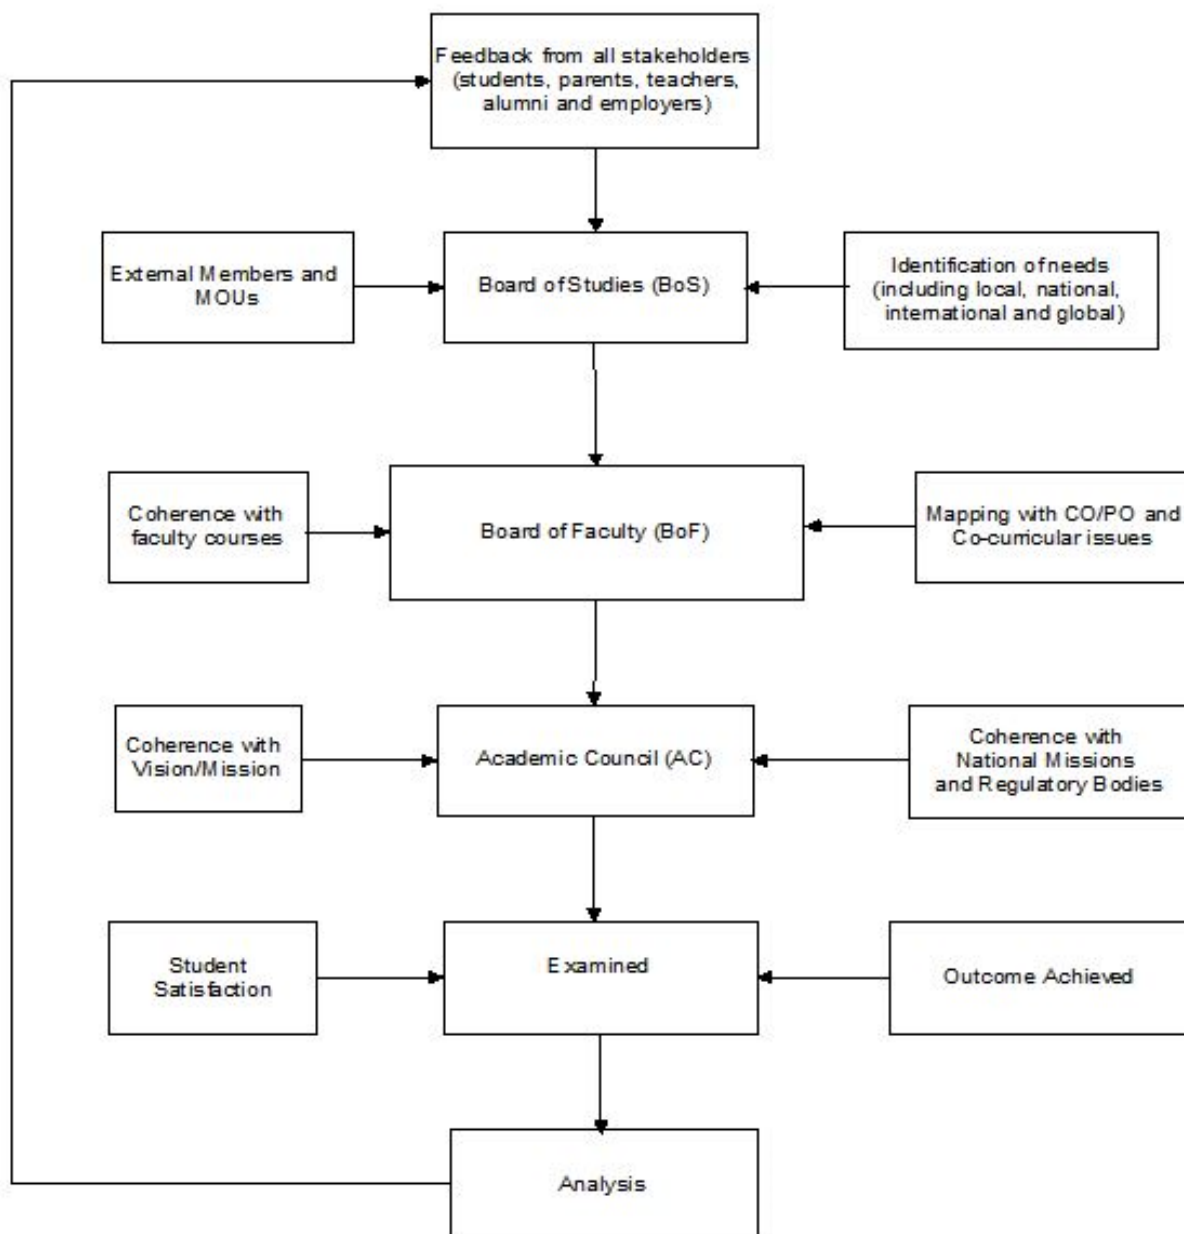 Feedback from all stakeholders
(students, parents, teachers,
alumni and employers)
External Members and
MOUs
Board of Studies (BoS)
Identification of needs
(including local, national,
international and global)
Coherence with
faculty courses
Board of Faculty (BoF)
Mapping with CO/PO and
Co-curricular issues
Coherence with
Vision/Mission
Academic Council (AC)
Coherence with
National Missions
and Regulatory Bodies
Student
Satisfaction
Examined
Outcome Achieved
Analysis